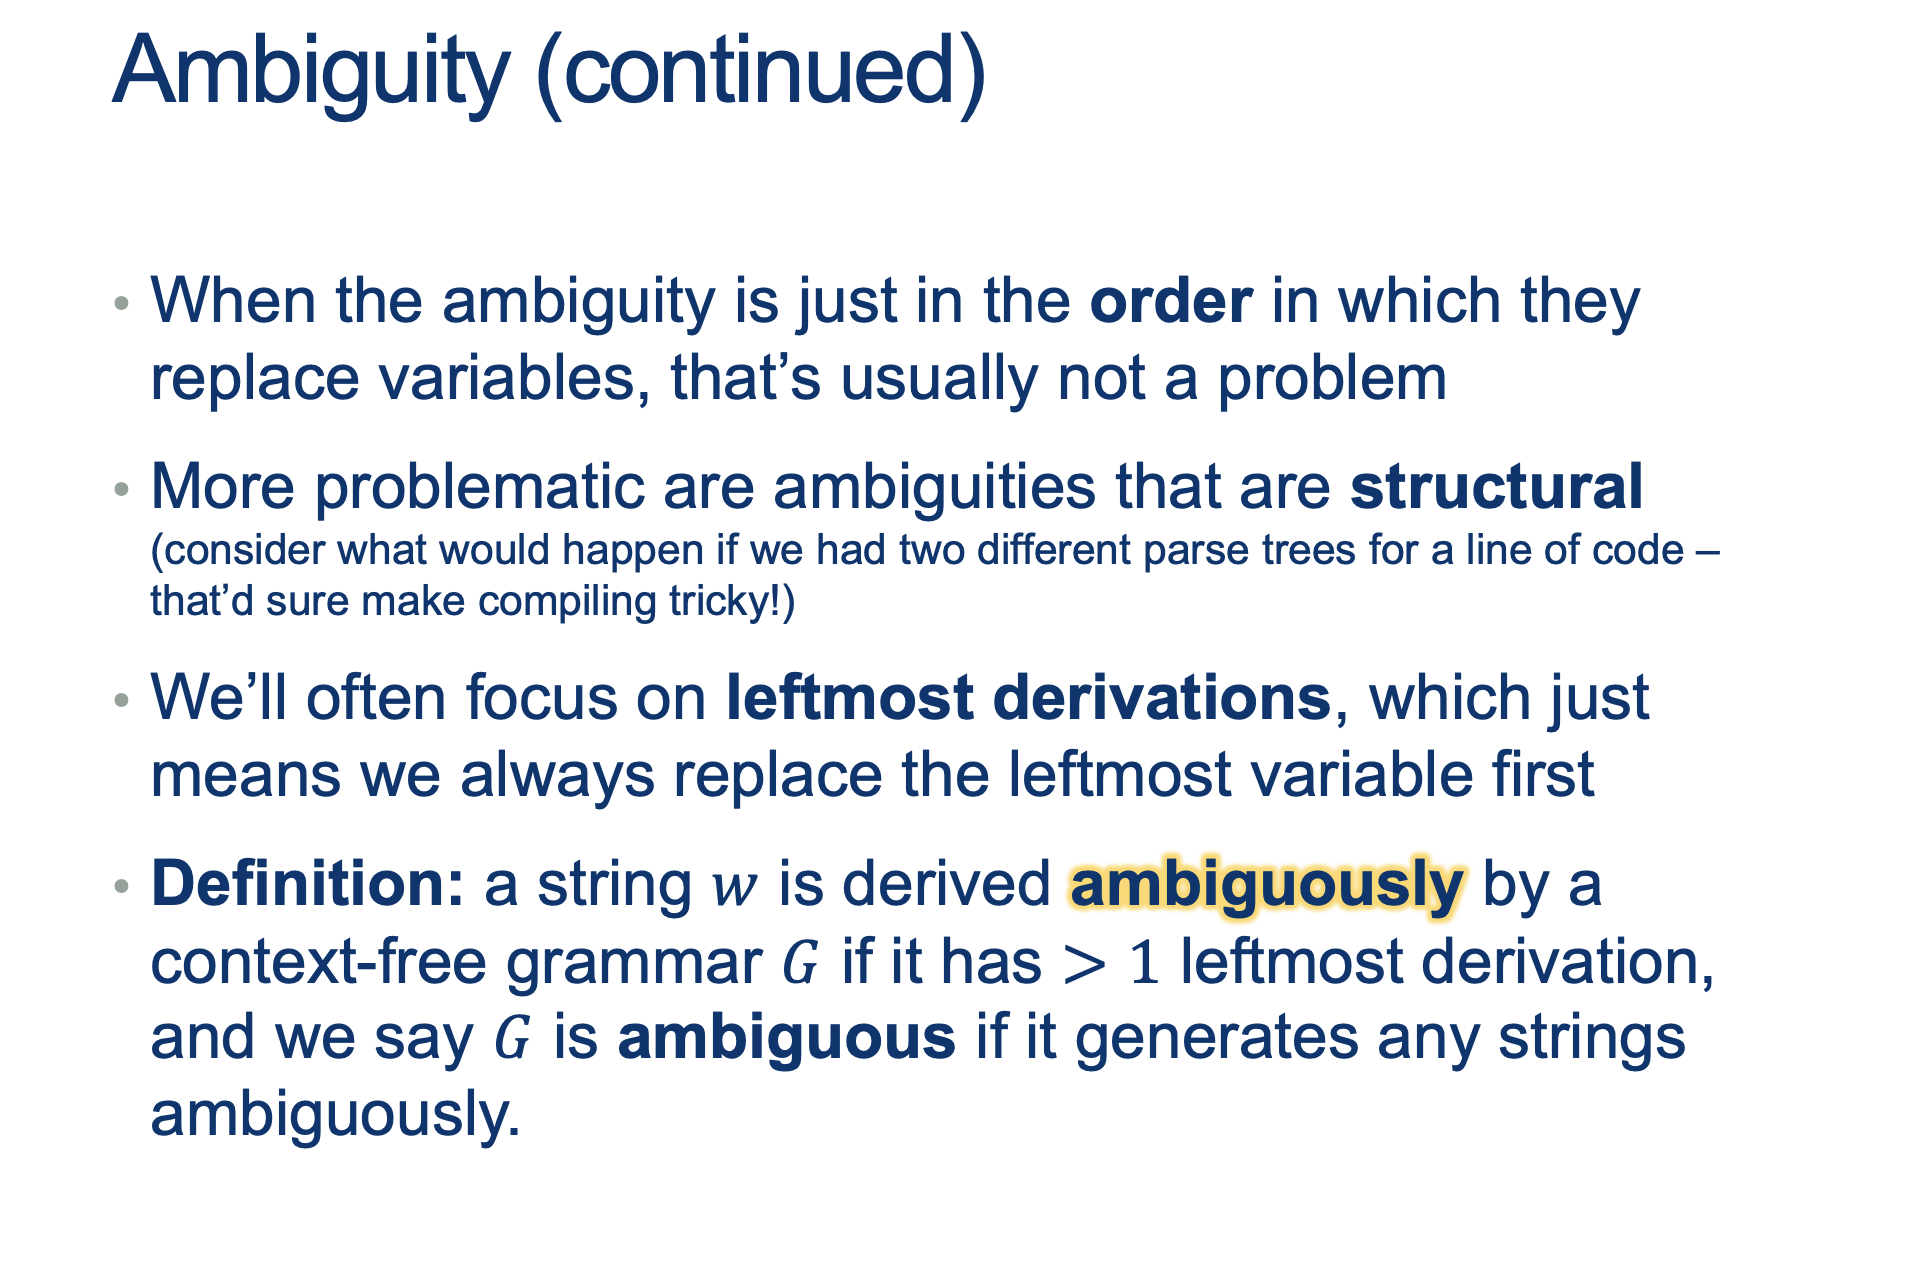 Ambiguity (continued)
• When the ambiguity is just in the order in which they
replace variables, that’s usually not a problem
• More problematic are ambiguities that are structural
(consider what would happen if we had two different parse trees for a line of code –
that’d sure make compiling tricky!)
• We’ll often focus on leftmost derivations, which just
means we always replace the leftmost variable first
• Definition: a string 𝑤 is derived ambiguously by a
context-free grammar 𝐺 if it has > 1 leftmost derivation,
and we say 𝐺 is ambiguous if it generates any strings
ambiguously.